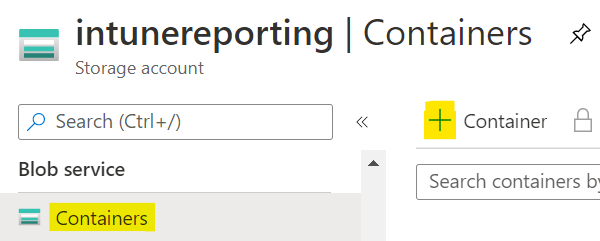 intunereporting | Containers
Storage account
Search (Ctrl+/)
Container
Blob service
Search containers by
Containers